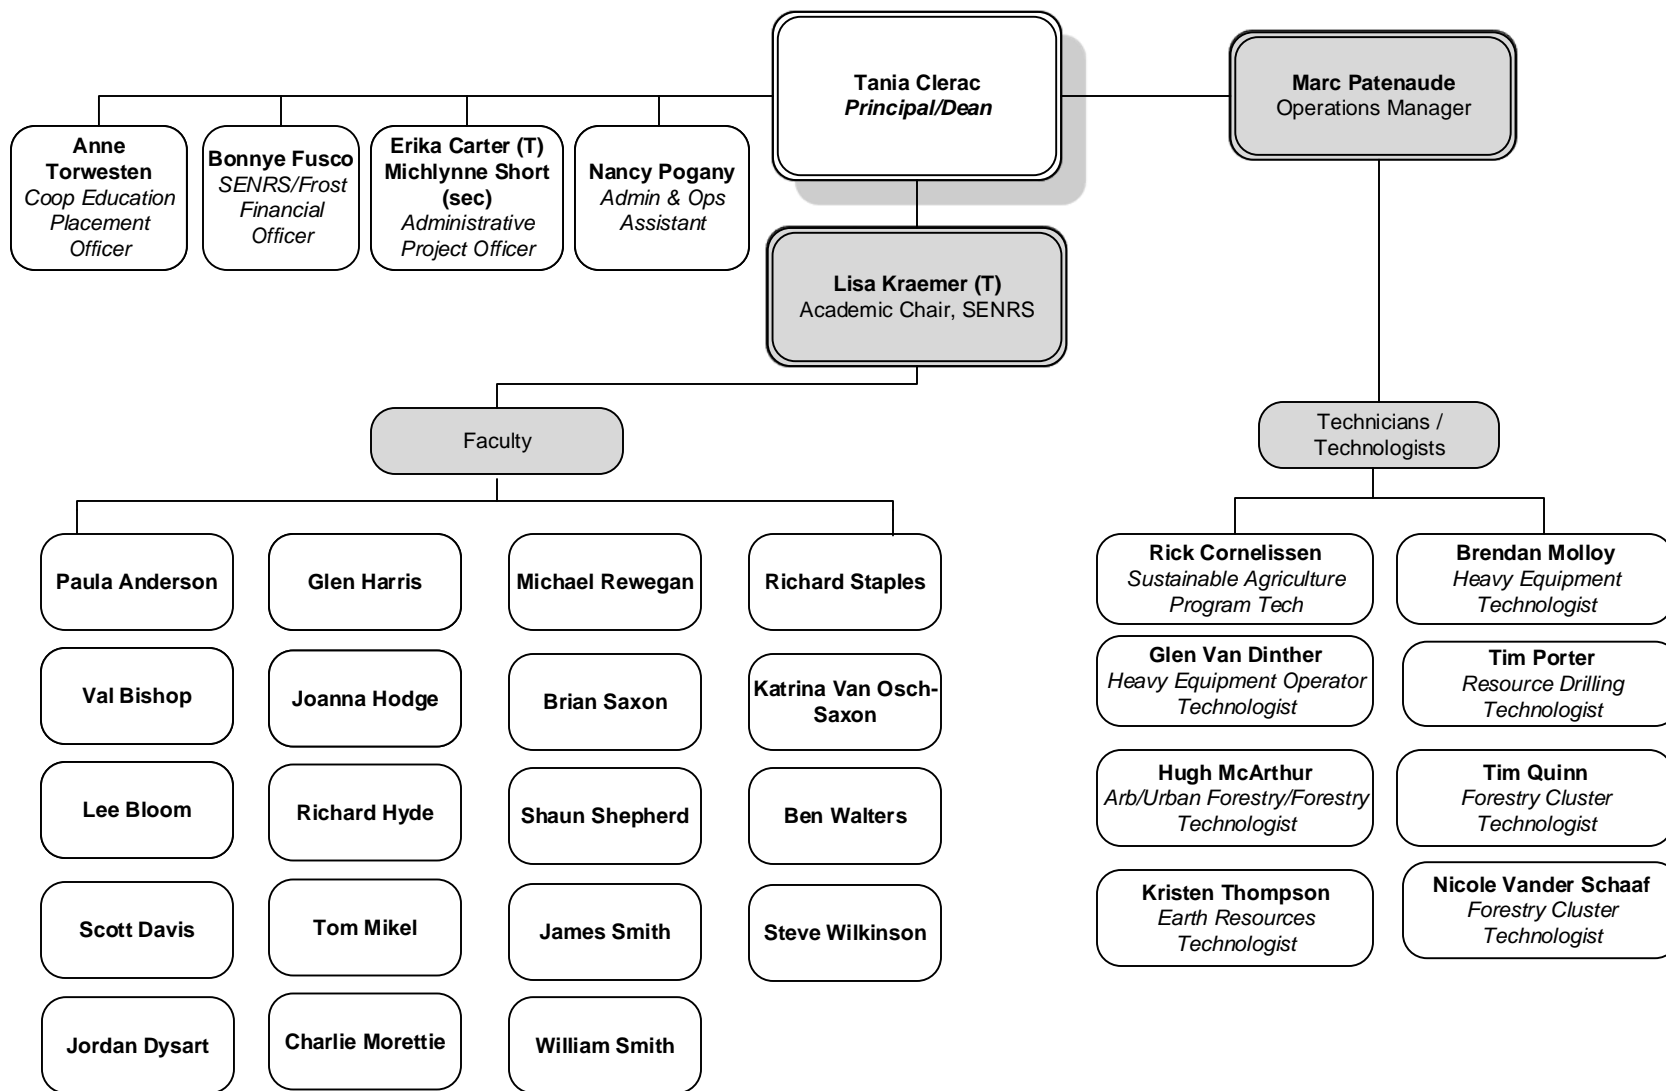 Tania Clerac
Principal/Dean
Marc Patenaude
Operations Manager
Anne
Torwesten
Coop Education
Placement
Officer
Bonnye Fusco
SENRS/Frost
Financial
Officer
Erika Carter (T)
Michlynne Short
(sec)
Administrative
Project Officer
Nancy Pogany
Admin & Ops
Assistant
Lisa Kraemer (T)
Academic Chair, SENRS
Faculty
Technicians /
Technologists
Paula Anderson
Glen Harris
Michael Rewegan
Richard Staples
Val Bishop
Joanna Hodge
Brian Saxon
Katrina Van Osch-
Saxon
Lee Bloom
Richard Hyde
Shaun Shepherd
Ben Walters
Scott Davis
Tom Mikel
James Smith
Steve Wilkinson
Jordan Dysart
Charlie Morettie
William Smith
Rick Cornelissen
Sustainable Agriculture
Program Tech
Brendan Molloy
Heavy Equipment
Technologist
Glen Van Dinther
Heavy Equipment Operator
Technologist
Tim Porter
Resource Drilling
Technologist
Hugh McArthur
Arb/Urban Forestry/Forestry
Technologist
Tim Quinn
Forestry Cluster
Technologist
Kristen Thompson
Earth Resources
Technologist
Nicole Vander Schaaf
Forestry Cluster
Technologist